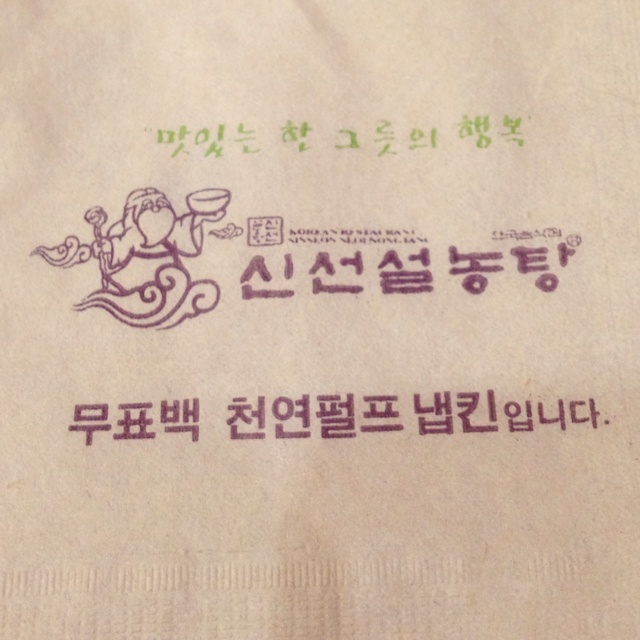 "맛있는 한 그릇의 행복"
KOREAN RESTAURANT
SINSEON SEOLNONGTANG
신선설농탕
무표백 천연펄프 냅킨입니다.